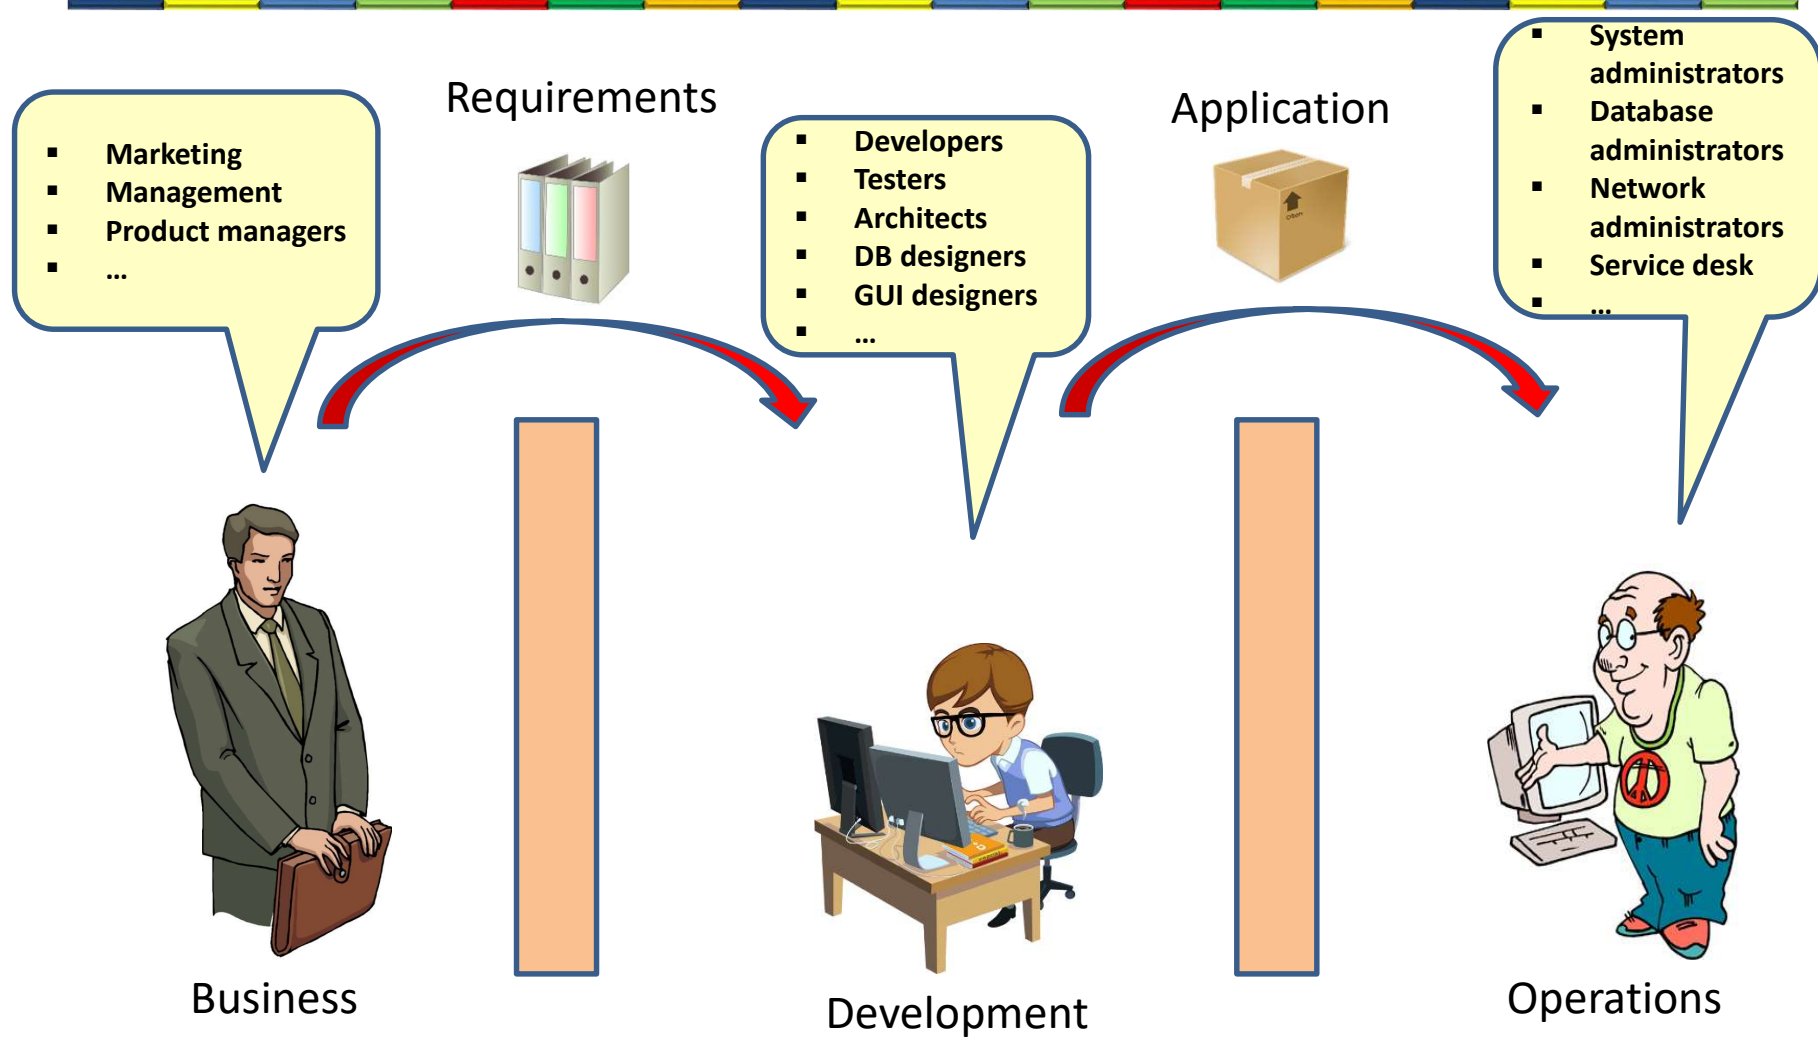 Requirements
Application
▪ Marketing
▪ Management
▪ Product managers
▪ …
▪ Developers
▪ Testers
▪ Architects
▪ DB designers
▪ GUI designers
▪ …
▪ System
administrators
▪ Database
administrators
▪ Network
administrators
▪ Service desk
▪ …
Business
Development
Operations